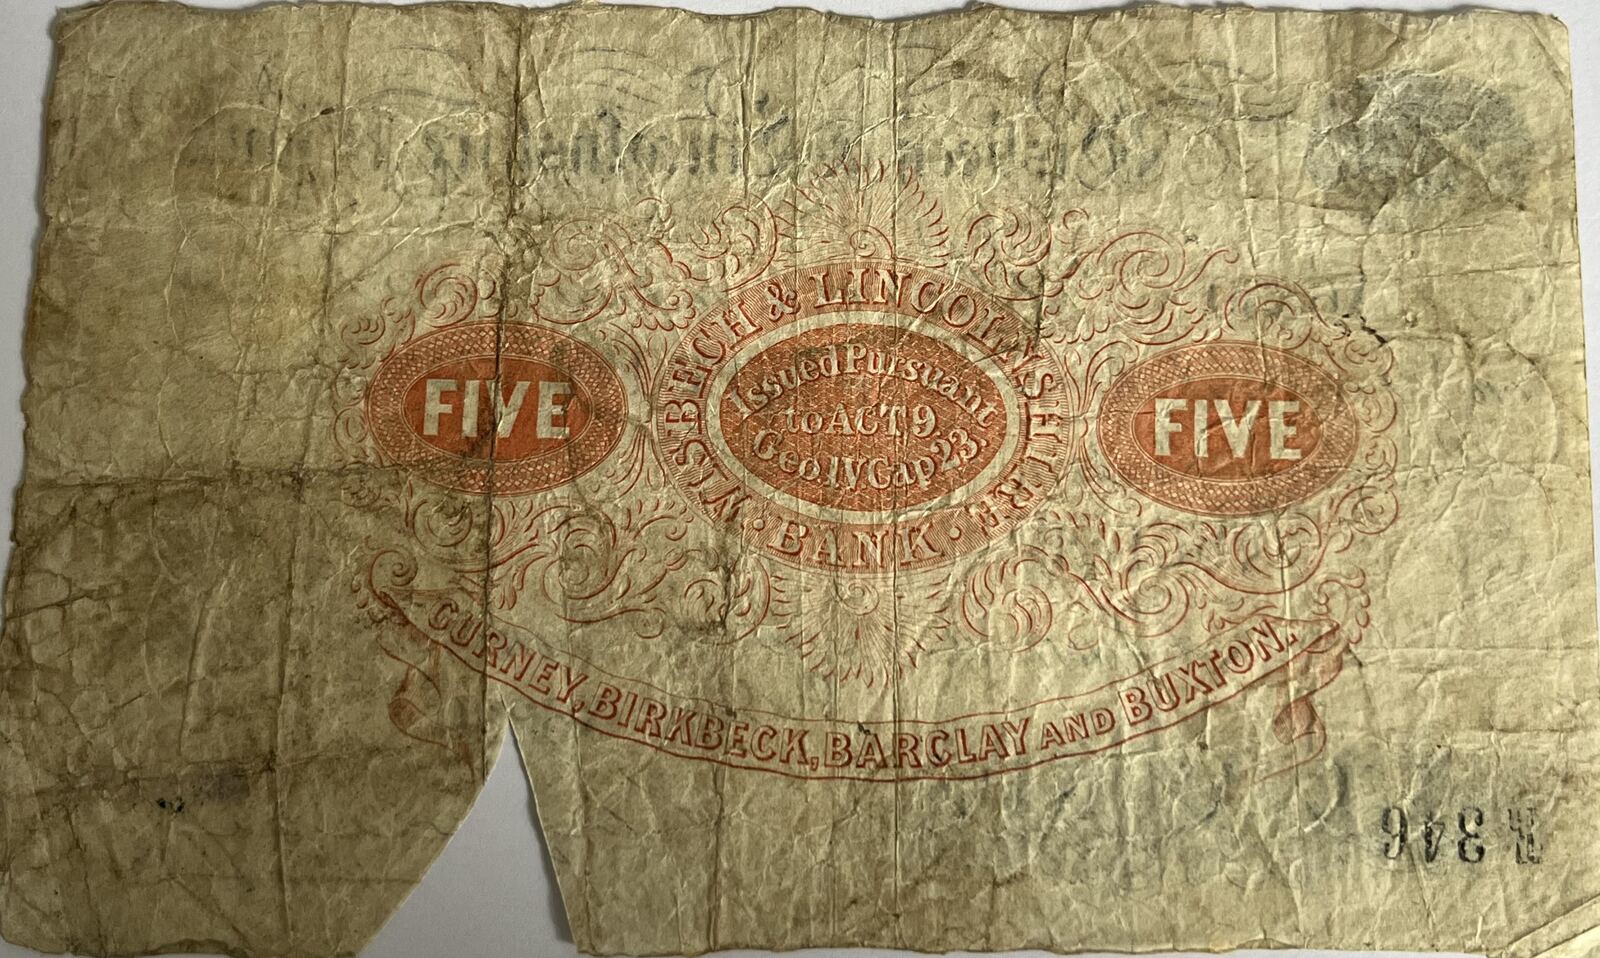 WISBECH & LINCOLNSHIRE
· BANK ·
Issued Pursuant
to ACT 9
Geo IV Cap 23.
FIVE
FIVE
GURNEY, BIRKBECK, BARCLAY AND BUXTON.